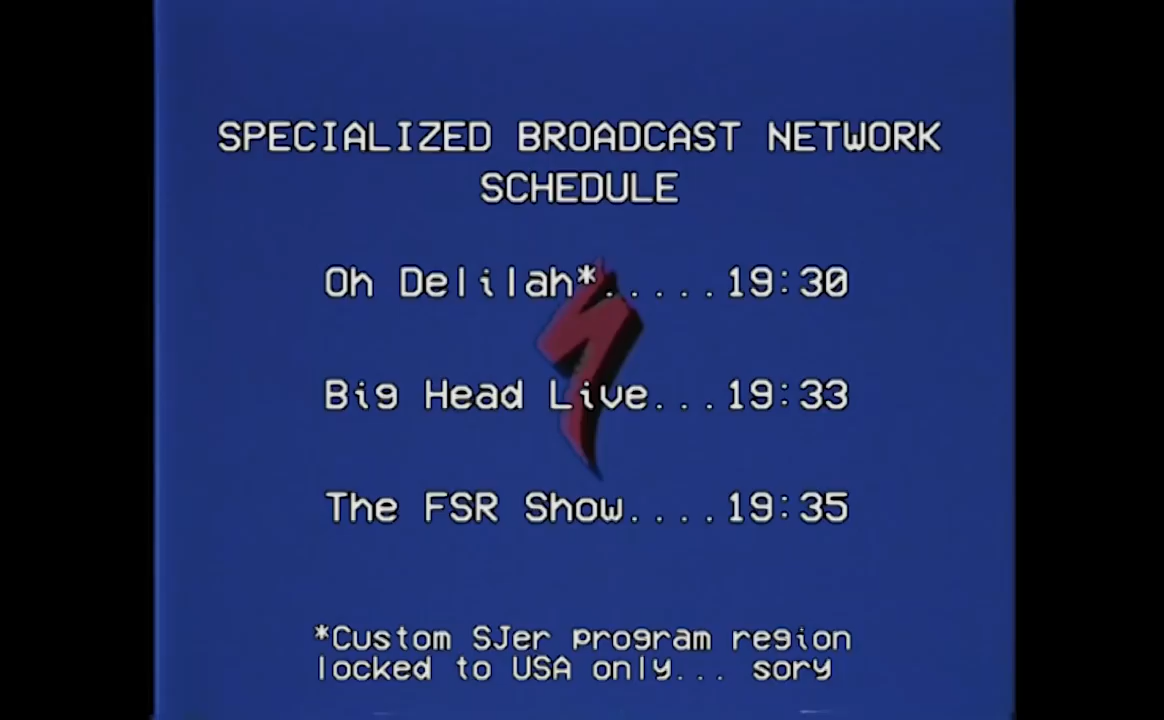 SPECIALIZED BROADCAST NETWORK
SCHEDULE
Oh Delilah*.....19:30
Big Head Live...19:33
The FSR Show....19:35
*Custom SJer program region
locked to USA only... sory